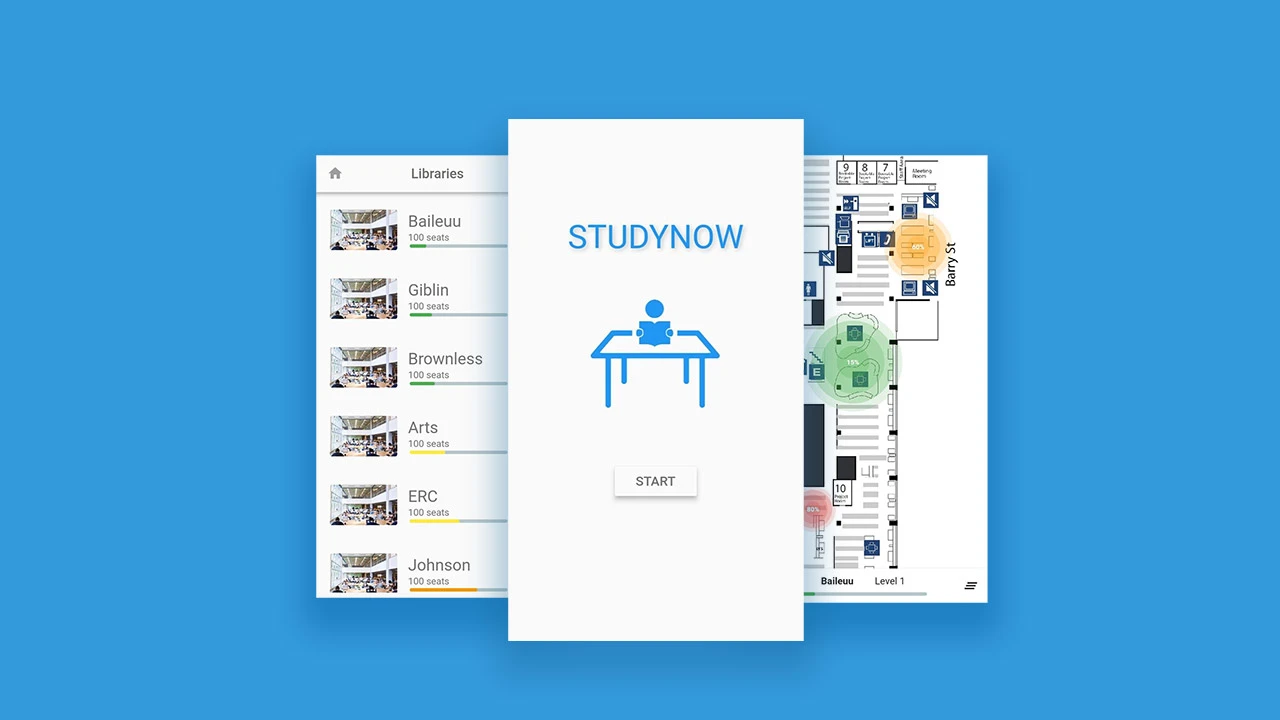 Libraries
Baileuu
100 seats
Giblin
100 seats
Brownless
100 seats
Arts
100 seats
ERC
100 seats
Johnson
100 seats
STUDYNOW
START
9
8
7
Meeting
Room
60%
Barry St
15%
E
10
Project
Room
80%
Baileuu
Level 1